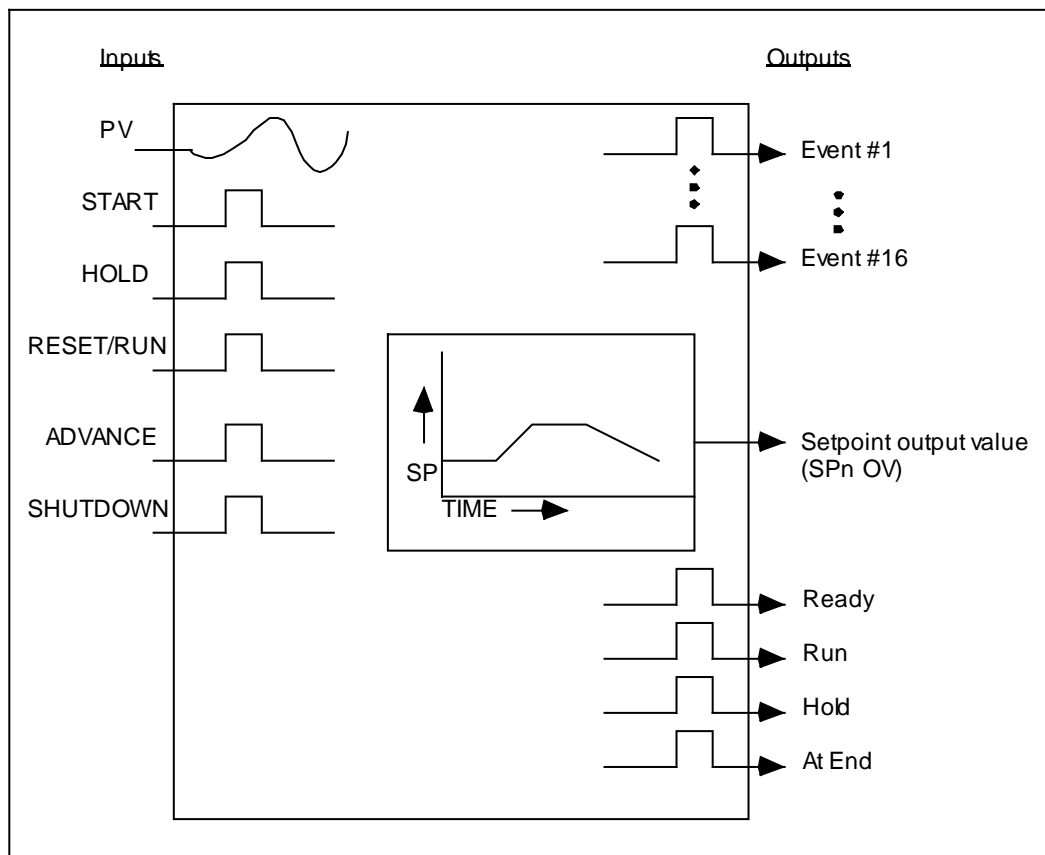 Inputs
Outputs
PV
START
HOLD
RESET/RUN
ADVANCE
SHUTDOWN
SP
TIME
Event #1
Event #16
Setpoint output value
(SPn OV)
Ready
Run
Hold
At End